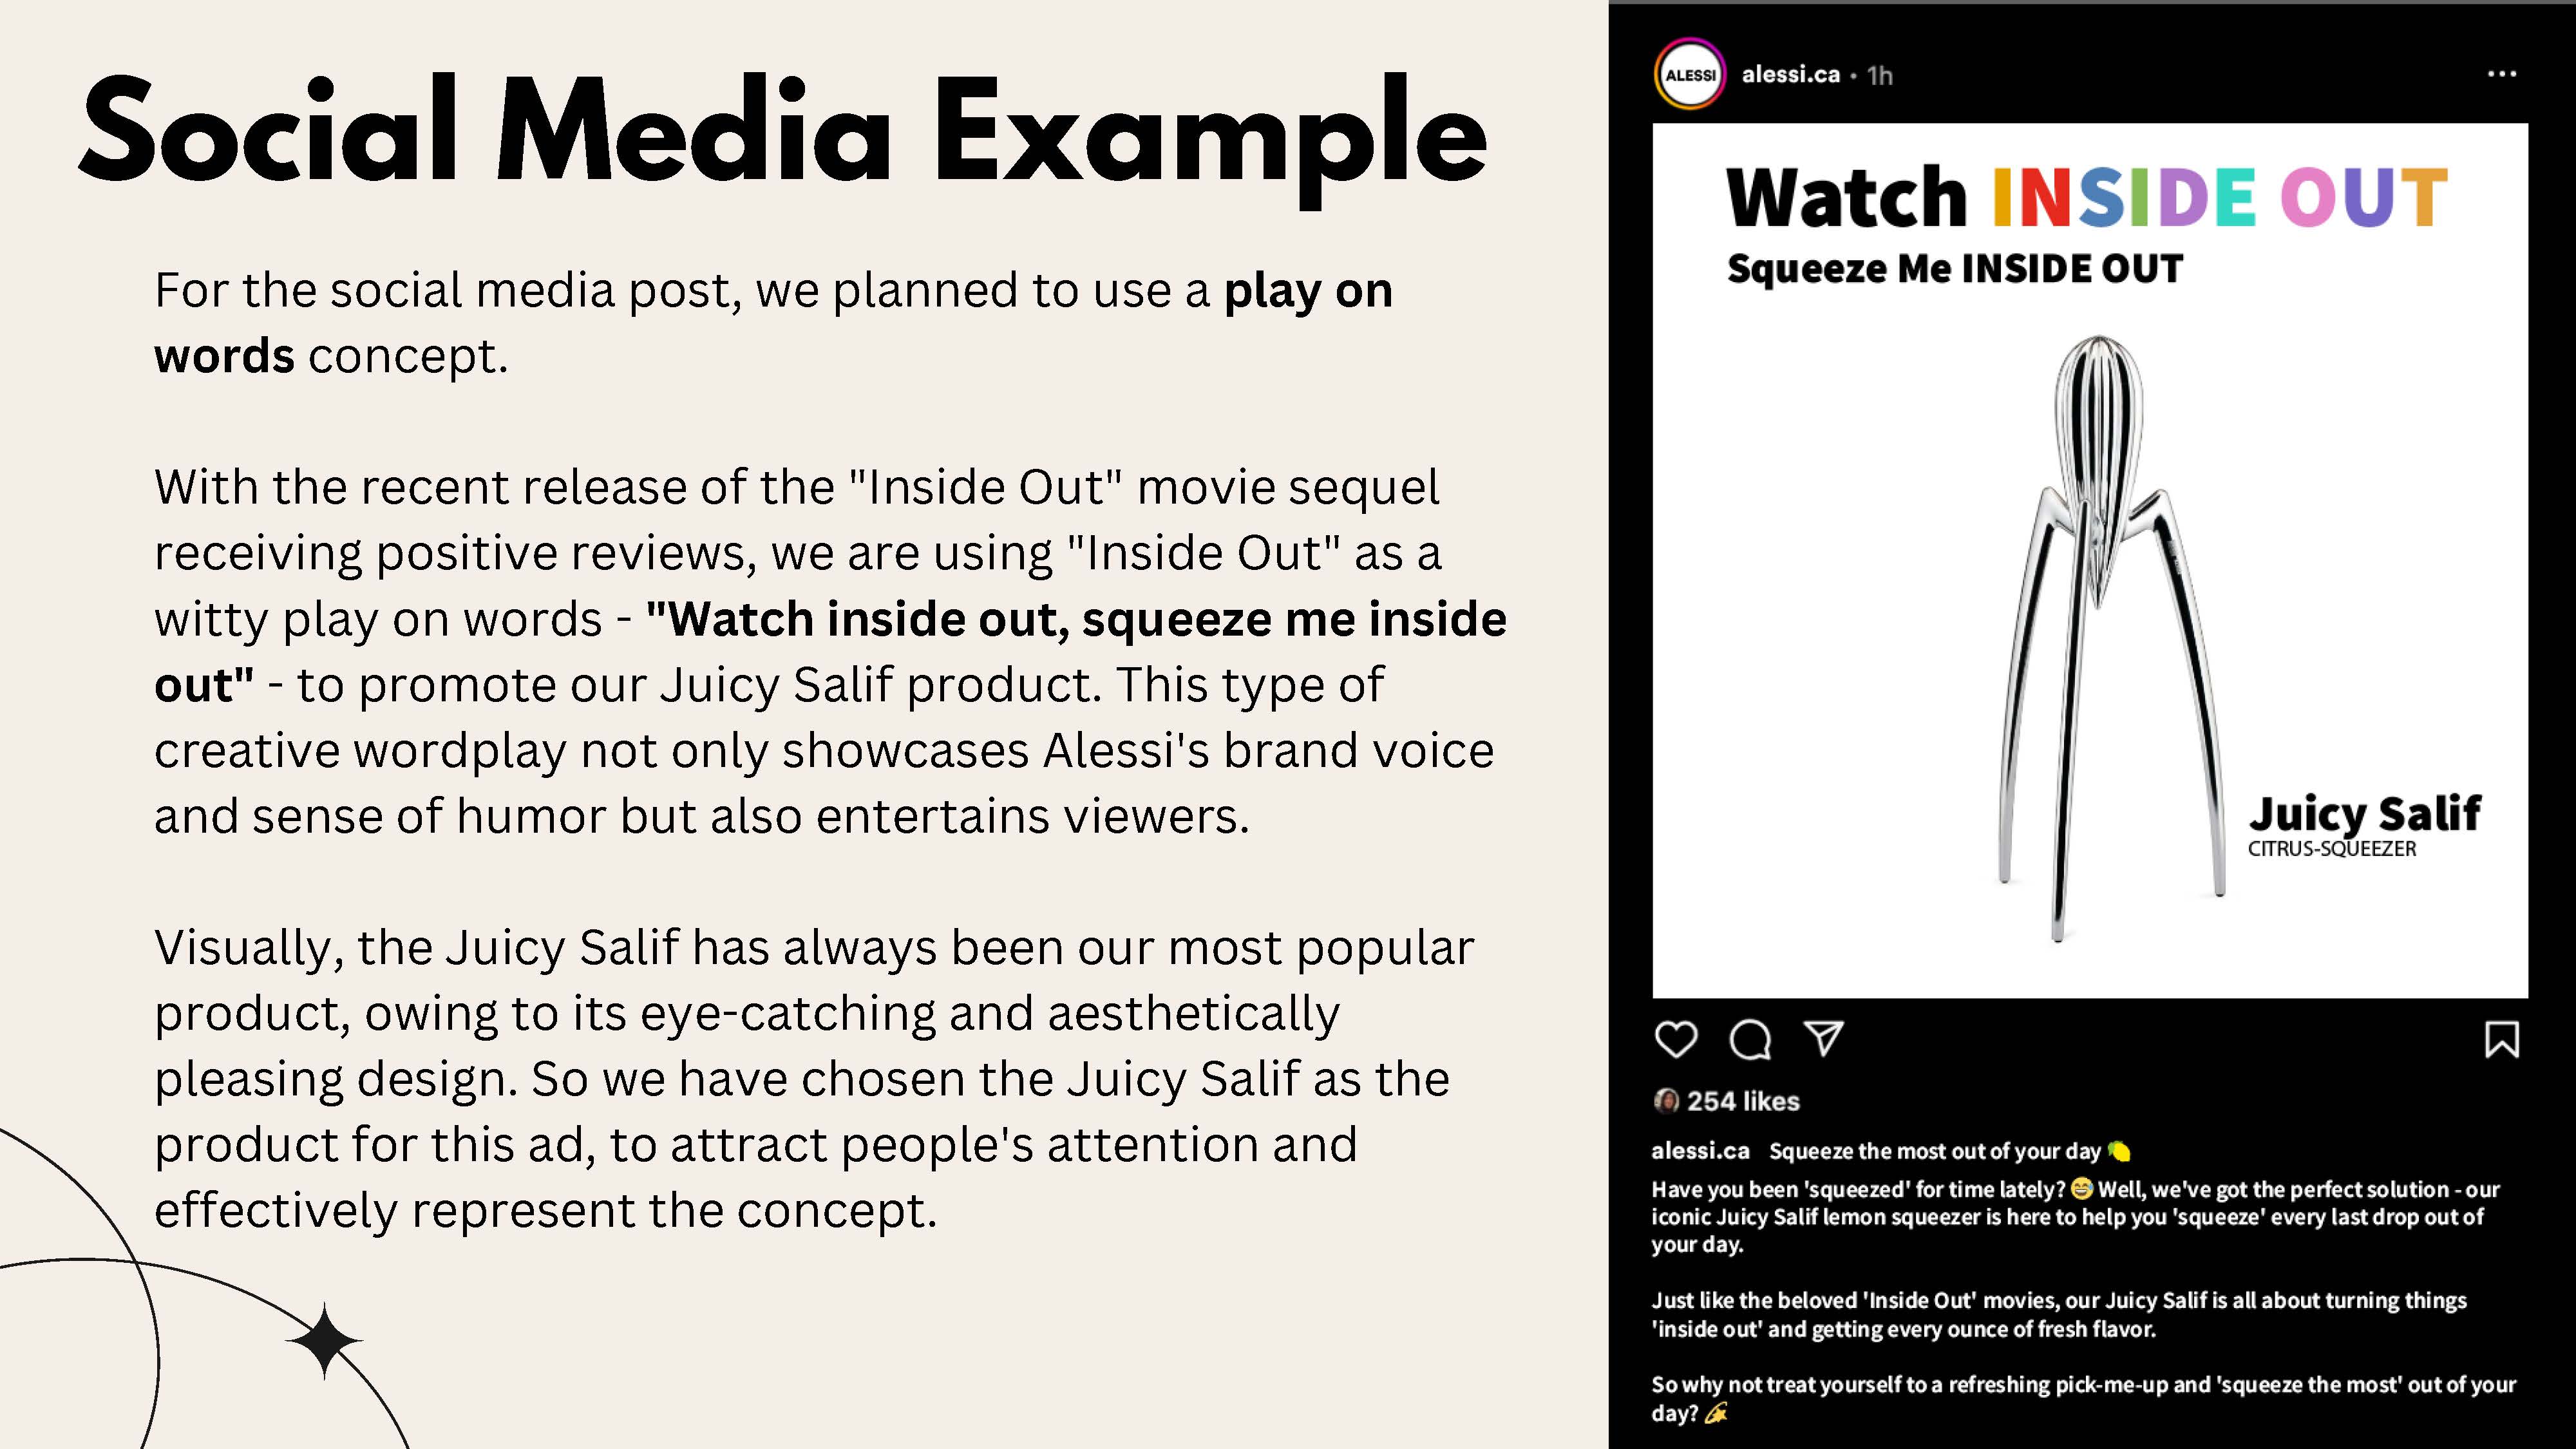 Social Media Example
For the social media post, we planned to use a play on
words concept.
With the recent release of the "Inside Out" movie sequel
receiving positive reviews, we are using "Inside Out" as a
witty play on words - "Watch inside out, squeeze me inside
out" - to promote our Juicy Salif product. This type of
creative wordplay not only showcases Alessi's brand voice
and sense of humor but also entertains viewers.
Visually, the Juicy Salif has always been our most popular
product, owing to its eye-catching and aesthetically
pleasing design. So we have chosen the Juicy Salif as the
product for this ad, to attract people's attention and
effectively represent the concept.
ALESSI
alessi.ca • 1h
Watch INSIDE OUT
Squeeze Me INSIDE OUT
Juicy Salif
CITRUS-SQUEEZER
254 likes
alessi.ca Squeeze the most out of your day 🍋
Have you been 'squeezed' for time lately? 😅 Well, we've got the perfect solution - our
iconic Juicy Salif lemon squeezer is here to help you 'squeeze' every last drop out of
your day.
Just like the beloved 'Inside Out' movies, our Juicy Salif is all about turning things
'inside out' and getting every ounce of fresh flavor.
So why not treat yourself to a refreshing pick-me-up and 'squeeze the most' out of your
day? 💫